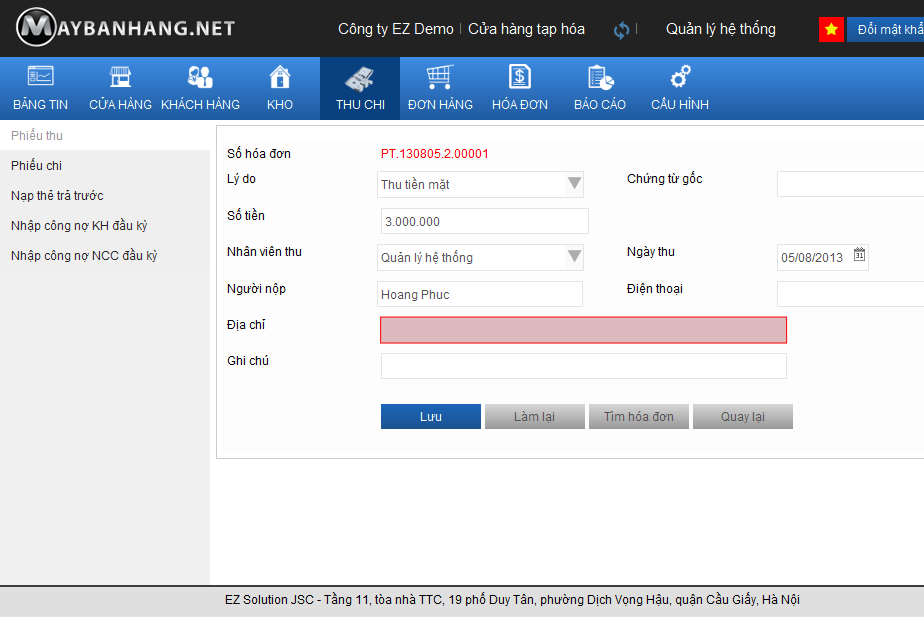 MAYBANHANG.NET
Công ty EZ Demo Cửa hàng tạp hóa Quản lý hệ thống Đổi mật khẩ
BẢNG TIN CỬA HÀNG KHÁCH HÀNG KHO THU CHI ĐƠN HÀNG HÓA ĐƠN BÁO CÁO CẤU HÌNH
Phiếu thu
Phiếu chi
Nạp thẻ trả trước
Nhập công nợ KH đầu kỳ
Nhập công nợ NCC đầu kỳ
Số hóa đơn PT.130805.2.00001
Lý do Thu tiền mặt Chứng từ gốc
Số tiền 3.000.000
Nhân viên thu Quản lý hệ thống Ngày thu 05/08/2013 31
Người nộp Hoang Phuc Điện thoại
Địa chỉ
Ghi chú
Lưu Làm lại Tìm hóa đơn Quay lại
EZ Solution JSC - Tầng 11, tòa nhà TTC, 19 phố Duy Tân, phường Dịch Vọng Hậu, quận Cầu Giấy, Hà Nội